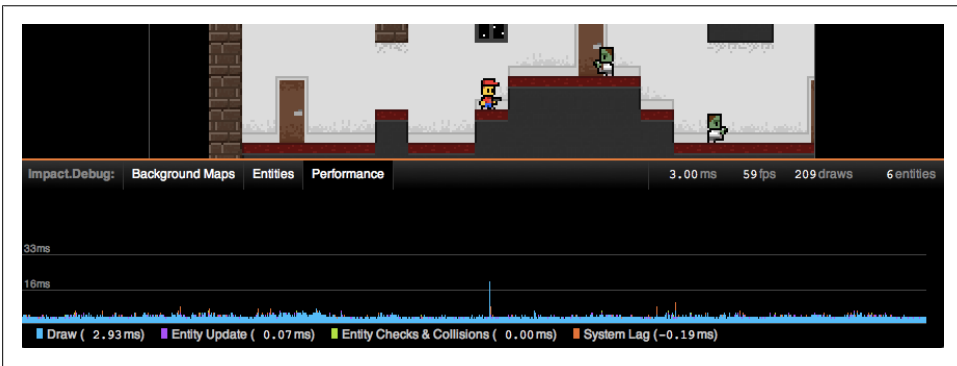 Impact.Debug: Background Maps Entities Performance 3.00ms 59fps 209draws 6entities
33ms
16ms
Draw ( 2.93ms) Entity Update ( 0.07ms) Entity Checks & Collisions ( 0.00ms) System Lag (-0.19ms)